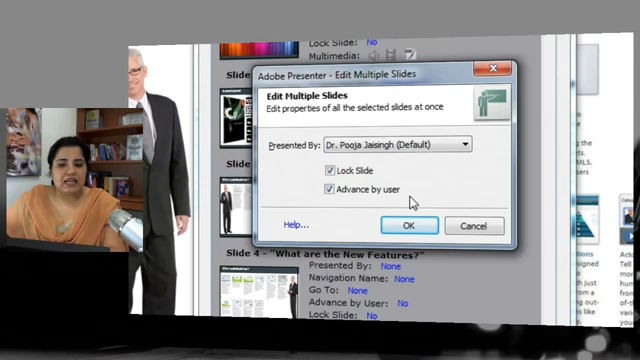 Lock Slide: No
Multimedia:
Slide
Adobe Presenter - Edit Multiple Slides
Edit Multiple Slides
Edit properties of all the selected slides at once
Presented By: Dr. Pooja Jaisingh (Default)
Lock Slide
Advance by user
Help...
OK
Cancel
Slide
Slide 4 - "What are the New Features?"
Presented By: None
Navigation Name: None
Go To: None
Advance By User: No
Lock Slide: No